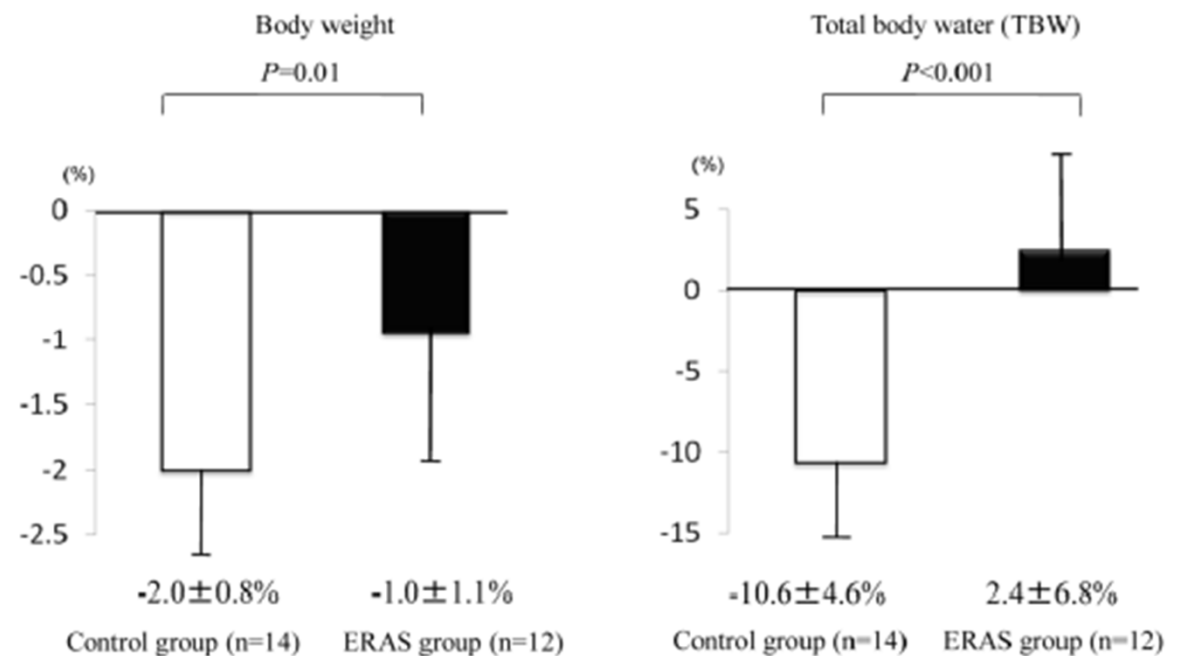 Body weight
P=0.01
(%)
0
-0.5
-1
-1.5
-2
-2.5
-2.0±0.8%
-1.0±1.1%
Control group (n=14)
ERAS group (n=12)
Total body water (TBW)
P<0.001
(%)
5
0
-5
-10
-15
-10.6±4.6%
2.4±6.8%
Control group (n=14)
ERAS group (n=12)